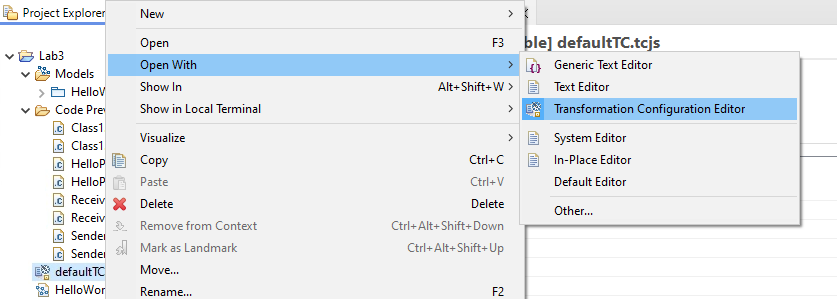 Project Explorer
New
ble] defaultTC.tcjs
Open F3
Open With
Show In Alt+Shift+W
Show in Local Terminal
Visualize
Copy Ctrl+C
Paste Ctrl+V
Delete Delete
Remove from Context Ctrl+Alt+Shift+Down
Mark as Landmark Ctrl+Alt+Shift+Up
Move...
Rename... F2
Generic Text Editor
Text Editor
Transformation Configuration Editor
System Editor
In-Place Editor
Default Editor
Other...
Lab3
Models
HelloW
Code Prev
Class1
Class1
HelloP
HelloP
Receiv
Receiv
Sender
Sender
defaultTC
HelloWor